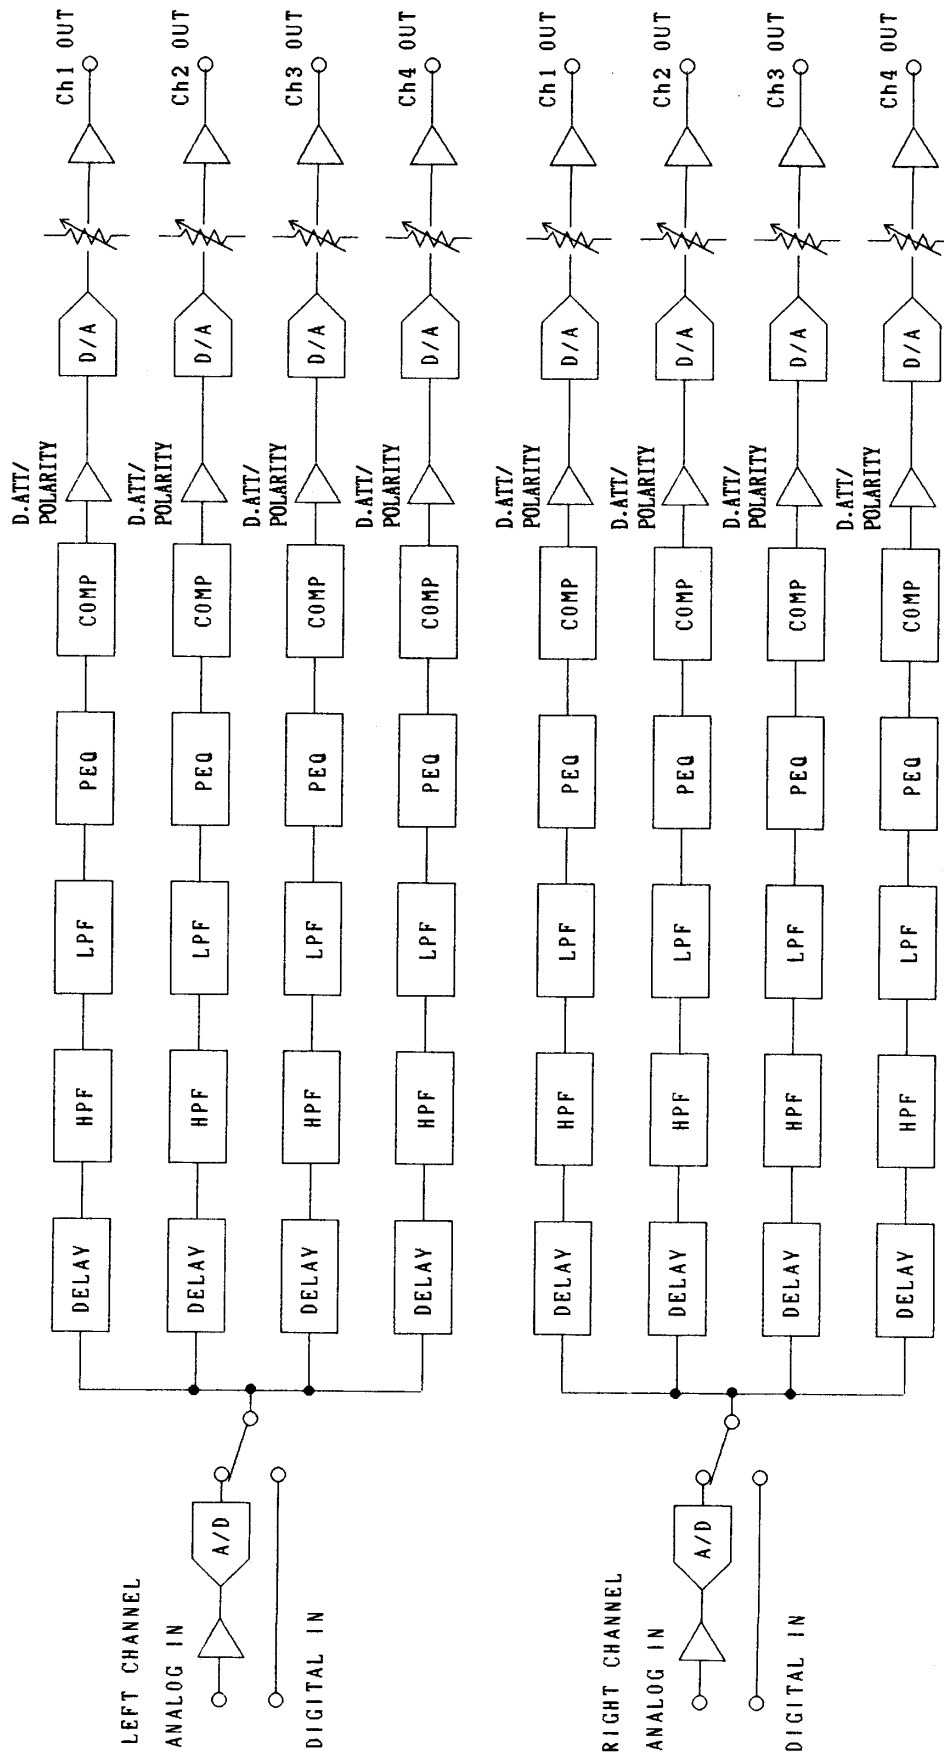 LEFT CHANNEL
ANALOG IN
DIGITAL IN
A/D
DELAY
HPF
LPF
PEQ
COMP
D.ATT/
POLARITY
D/A
Ch1 OUT
DELAY
HPF
LPF
PEQ
COMP
D.ATT/
POLARITY
D/A
Ch2 OUT
DELAY
HPF
LPF
PEQ
COMP
D.ATT/
POLARITY
D/A
Ch3 OUT
DELAY
HPF
LPF
PEQ
COMP
D.ATT/
POLARITY
D/A
Ch4 OUT
RIGHT CHANNEL
ANALOG IN
DIGITAL IN
A/D
DELAY
HPF
LPF
PEQ
COMP
D.ATT/
POLARITY
D/A
Ch1 OUT
DELAY
HPF
LPF
PEQ
COMP
D.ATT/
POLARITY
D/A
Ch2 OUT
DELAY
HPF
LPF
PEQ
COMP
D.ATT/
POLARITY
D/A
Ch3 OUT
DELAY
HPF
LPF
PEQ
COMP
D.ATT/
POLARITY
D/A
Ch4 OUT